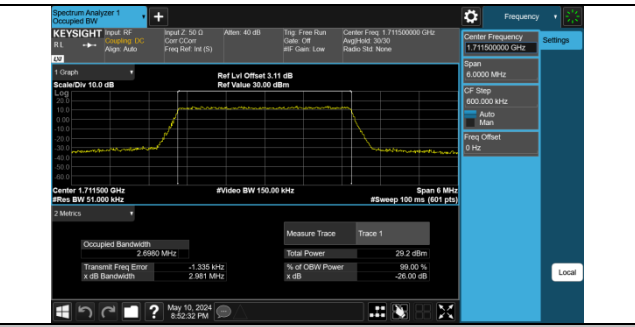 Spectrum Analyzer 1
Occupied BW
+
Frequency
KEYSIGHT Input: RF Input Z: 50 Ω Atten: 40 dB Trig: Free Run Center Freq: 1.711500000 GHz
R L Coupling: DC Corr CCorr Gate: Off Avg|Hold: 30/30
Align: Auto Freq Ref: Int (S) #IF Gain: Low Radio Std: None
LXI
Center Frequency
1.711500000 GHz
Settings
Span
6.0000 MHz
CF Step
600.000 kHz
Auto
Man
Freq Offset
0 Hz
1 Graph
Ref Lvl Offset 3.11 dB
Scale/Div 10.0 dB Ref Value 30.00 dBm
Log
20.0
10.0
0.00
-10.0
-20.0
-30.0
-40.0
-50.0
-60.0
Center 1.711500 GHz #Video BW 150.00 kHz Span 6 MHz
#Res BW 51.000 kHz #Sweep 100 ms (601 pts)
2 Metrics
Measure Trace Trace 1
Occupied Bandwidth
2.6980 MHz Total Power 29.2 dBm
Transmit Freq Error -1.335 kHz % of OBW Power 99.00 %
x dB Bandwidth 2.981 MHz x dB -26.00 dB
Local
? May 10, 2024
8:52:32 PM